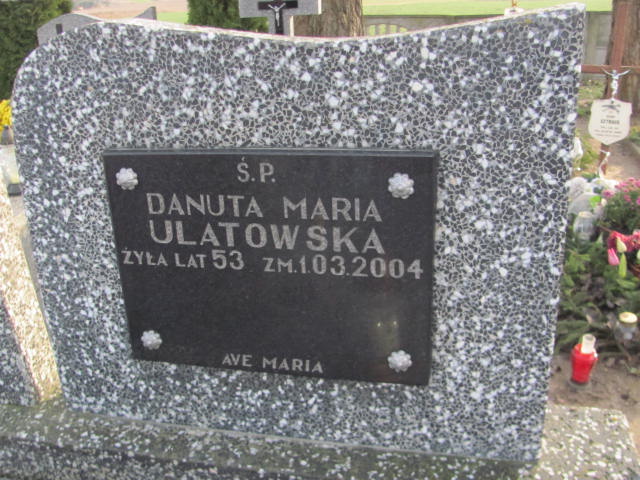 Ś.P.
DANUTA MARIA
ULATOWSKA
ŻYŁA LAT 53 ZM.1.03.2004
AVE MARIA